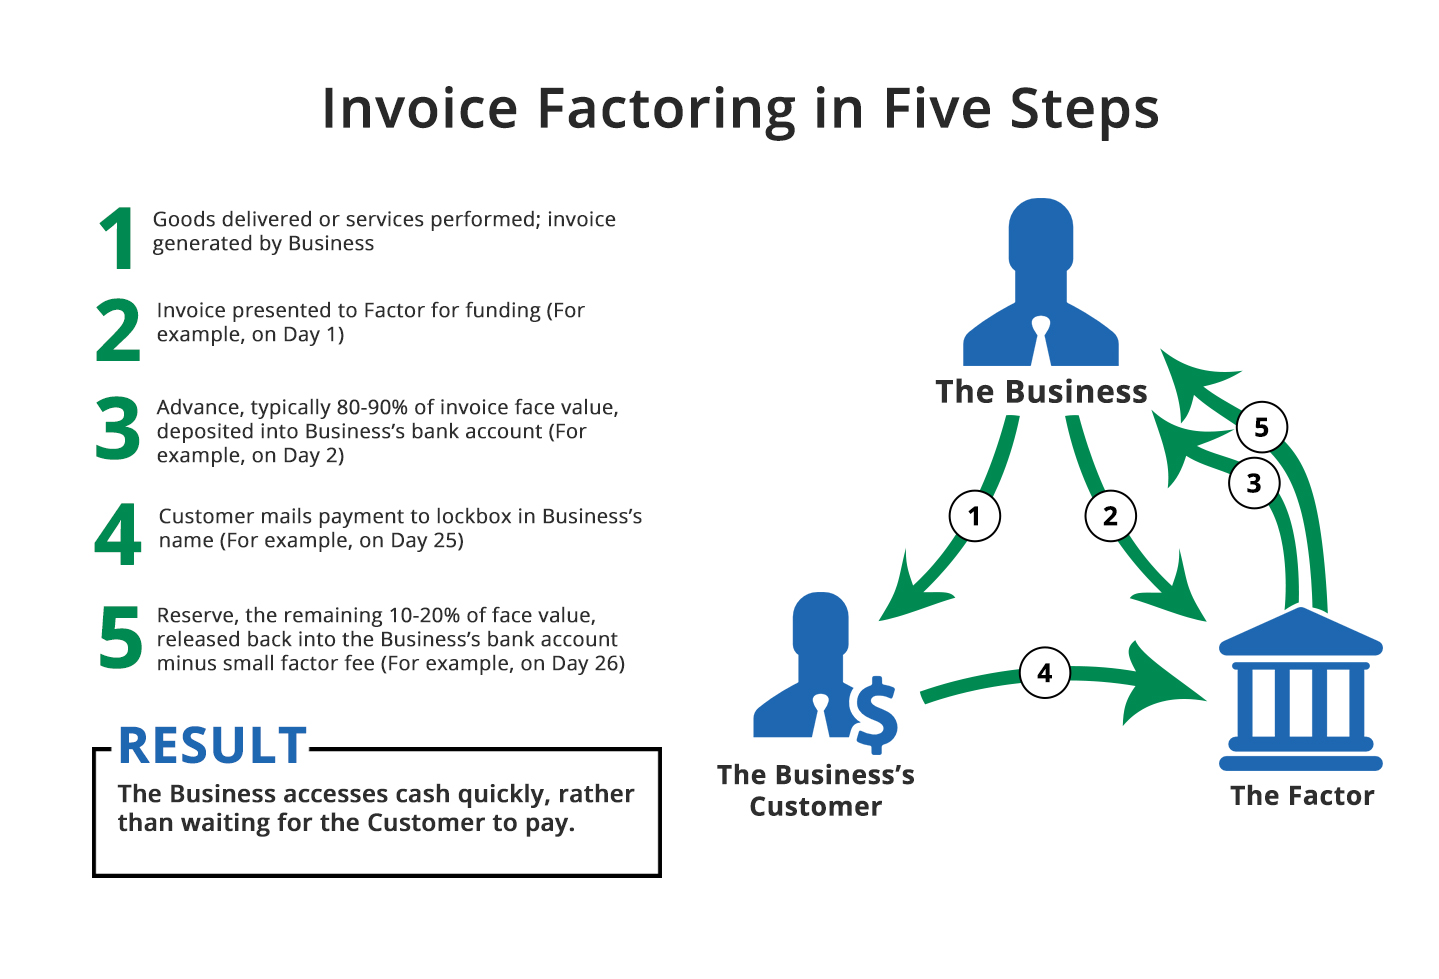 Invoice Factoring in Five Steps
1
Goods delivered or services performed; invoice
generated by Business
2
Invoice presented to Factor for funding (For
example, on Day 1)
3
Advance, typically 80-90% of invoice face value,
deposited into Business’s bank account (For
example, on Day 2)
4
Customer mails payment to lockbox in Business’s
name (For example, on Day 25)
5
Reserve, the remaining 10-20% of face value,
released back into the Business’s bank account
minus small factor fee (For example, on Day 26)
RESULT
The Business accesses cash quickly, rather
than waiting for the Customer to pay.
The Business
5
3
1
2
4
$
The Business’s
Customer
The Factor